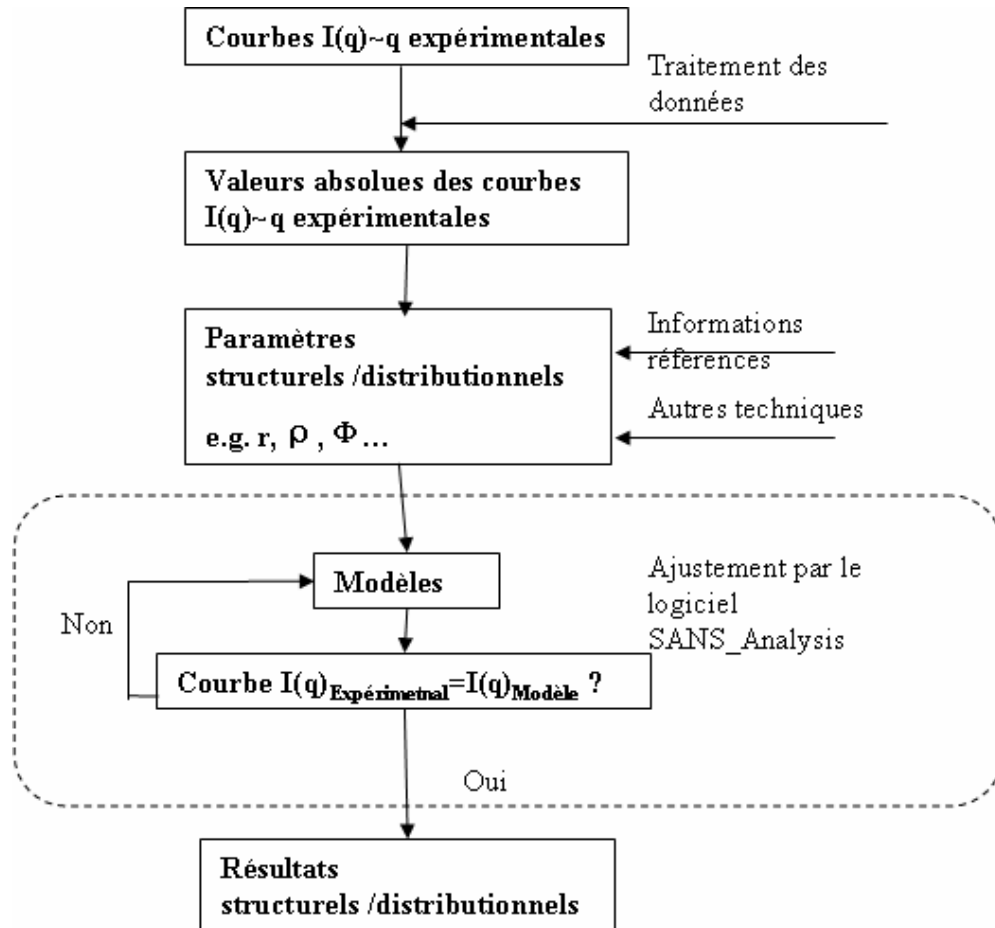 Courbes I(q)~q expérimentales
Traitement des
données
Valeurs absolues des courbes
I(q)~q expérimentales
Paramètres
structurels /distributionnels
e.g. r, ρ , Φ ...
Informations
réferences
Autres techniques
Modèles
Ajustement par le
logiciel
SANS_Analysis
Non
Courbe I(q)Expérimetnal=I(q)Modèle ?
Oui
Résultats
structurels /distributionnels